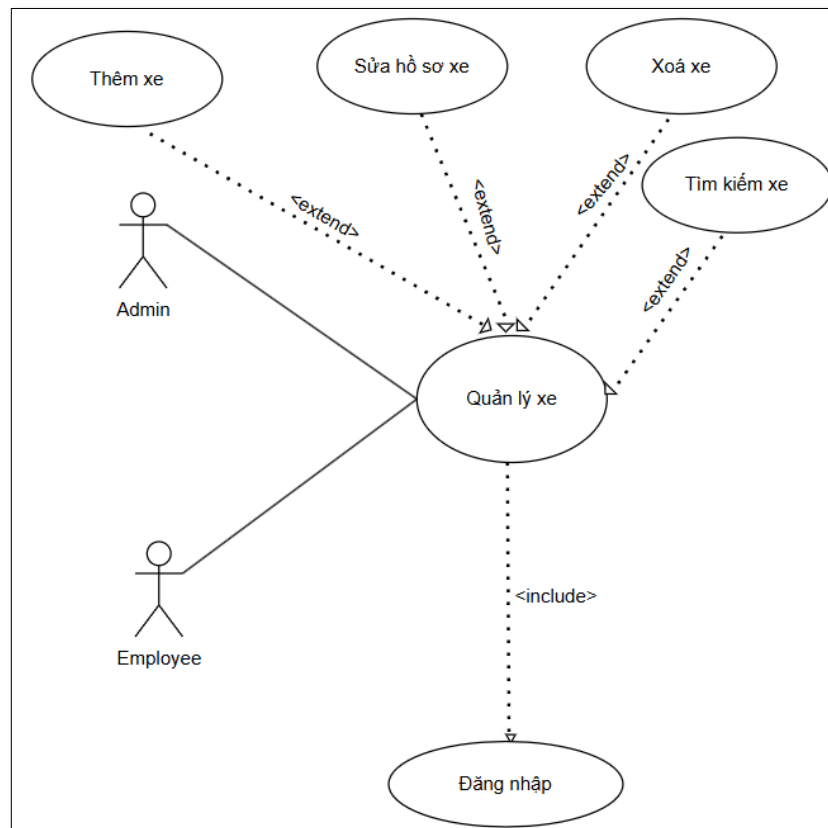 Thêm xe
Sửa hồ sơ xe
Xoá xe
Tìm kiếm xe
<extend>
<extend>
<extend>
<extend>
Admin
Quản lý xe
Employee
<include>
Đăng nhập